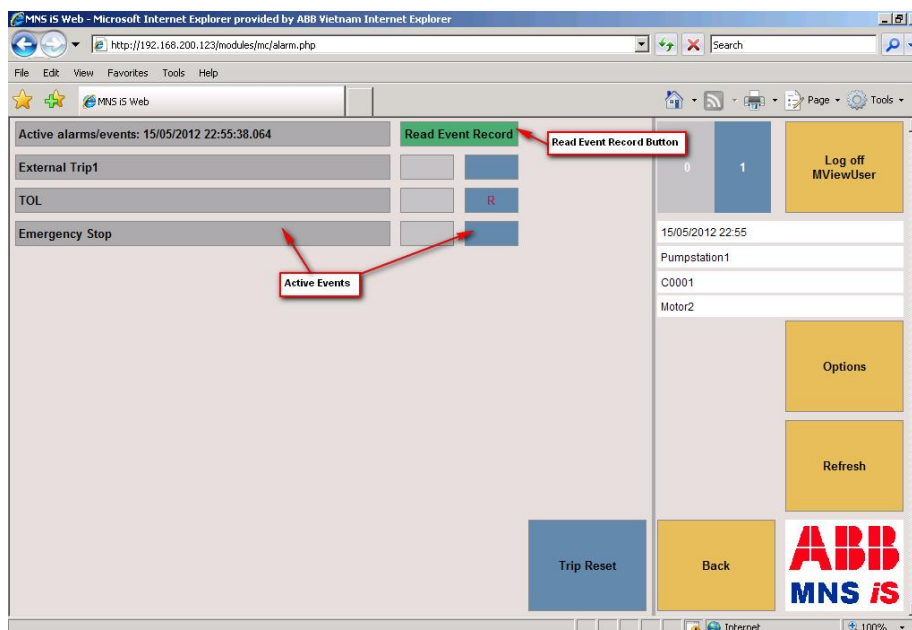 MNS iS Web - Microsoft Internet Explorer provided by ABB Vietnam Internet Explorer
http://192.168.200.123/modules/mc/alarm.php
Search
File Edit View Favorites Tools Help
MNS iS Web
Page Tools
Active alarms/events: 15/05/2012 22:55:38.064
Read Event Record
Read Event Record Button
0
1
Log off
MViewUser
External Trip1
TOL
R
Emergency Stop
Active Events
15/05/2012 22:55
Pumpstation1
C0001
Motor2
Options
Refresh
Trip Reset
Back
ABB
MNS iS
Internet
100%